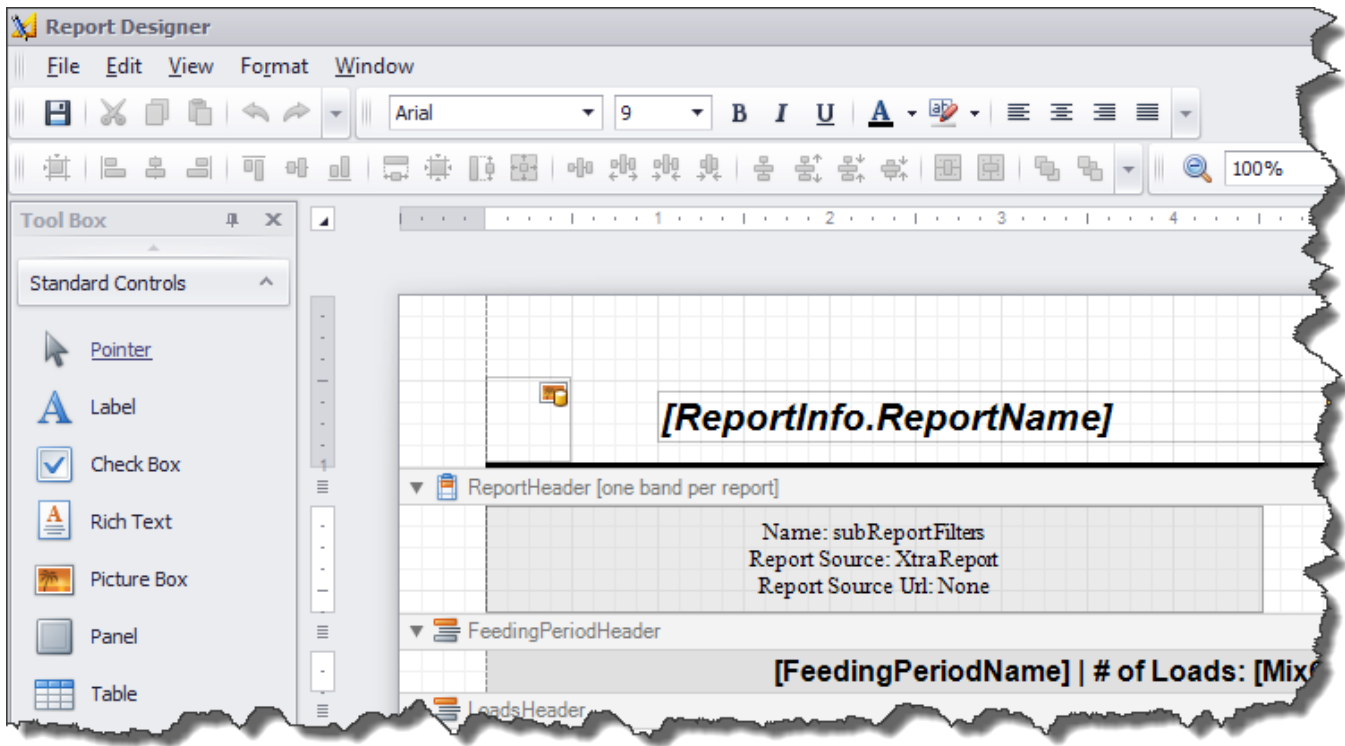 Report Designer
File Edit View Format Window
Arial 9 B I U A ab
100%
Tool Box
1 2 3 4
Standard Controls
Pointer
A Label
Check Box
A Rich Text
Picture Box
Panel
Table
1
[ReportInfo.ReportName]
ReportHeader [one band per report]
Name: subReportFilters
Report Source: XtraReport
Report Source Url: None
FeedingPeriodHeader
[FeedingPeriodName] | # of Loads: [Mix
LoadsHeader